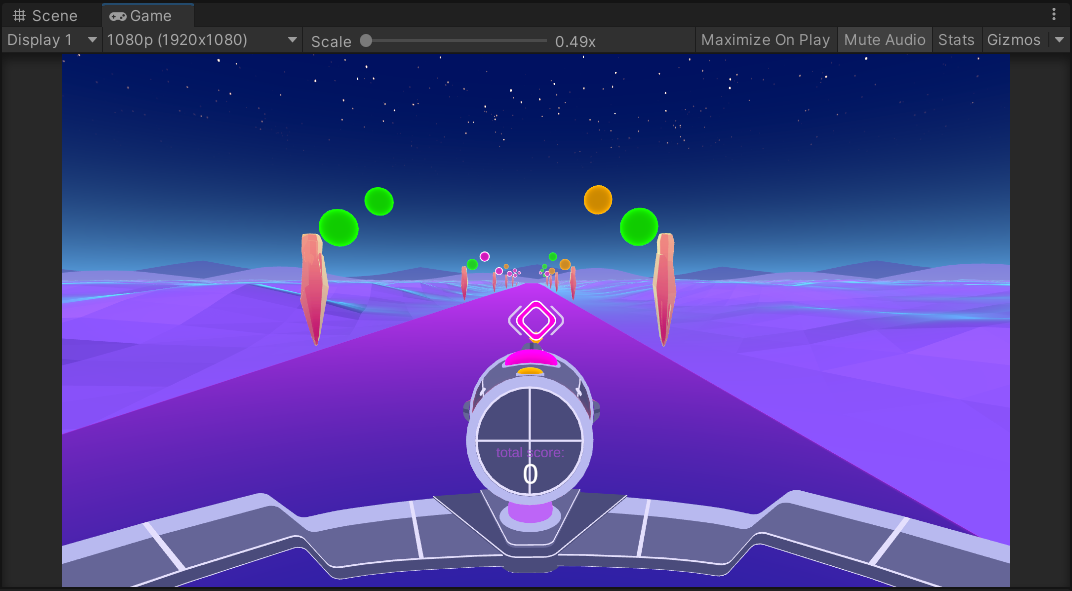 Scene Game
Display 1 1080p (1920x1080) Scale 0.49x Maximize On Play Mute Audio Stats Gizmos
total score:
0